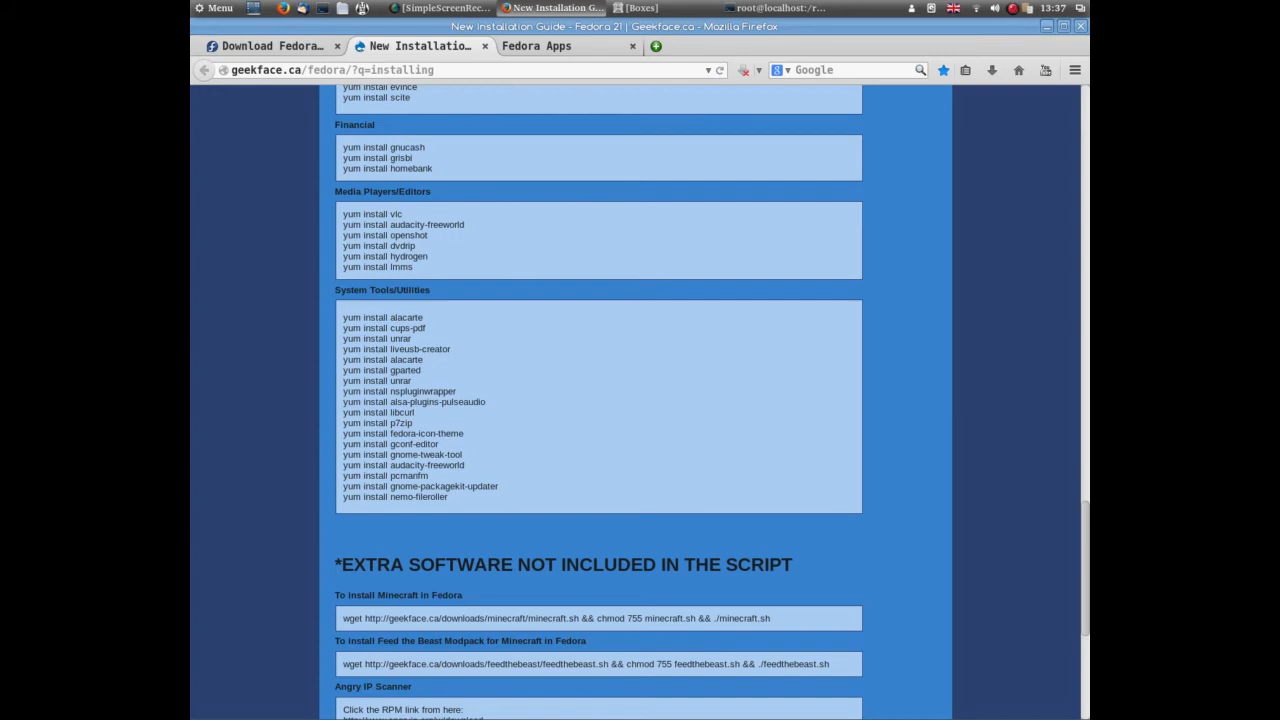 Menu
[SimpleScreenRec...
New Installation G...
[Boxes]
root@localhost:/r...
13:37
New Installation Guide - Fedora 21 | Geekface.ca - Mozilla Firefox
Download Fedora...
New Installatio...
Fedora Apps
geekface.ca/fedora/?q=installing
Google
yum install evince
yum install scite
Financial
yum install gnucash
yum install grisbi
yum install homebank
Media Players/Editors
yum install vlc
yum install audacity-freeworld
yum install openshot
yum install dvdrip
yum install hydrogen
yum install lmms
System Tools/Utilities
yum install alacarte
yum install cups-pdf
yum install unrar
yum install liveusb-creator
yum install alacarte
yum install gparted
yum install unrar
yum install nspluginwrapper
yum install alsa-plugins-pulseaudio
yum install libcurl
yum install p7zip
yum install fedora-icon-theme
yum install gconf-editor
yum install gnome-tweak-tool
yum install audacity-freeworld
yum install pcmanfm
yum install gnome-packagekit-updater
yum install nemo-fileroller
*EXTRA SOFTWARE NOT INCLUDED IN THE SCRIPT
To install Minecraft in Fedora
wget http://geekface.ca/downloads/minecraft/minecraft.sh && chmod 755 minecraft.sh && ./minecraft.sh
To install Feed the Beast Modpack for Minecraft in Fedora
wget http://geekface.ca/downloads/feedthebeast/feedthebeast.sh && chmod 755 feedthebeast.sh && ./feedthebeast.sh
Angry IP Scanner
Click the RPM link from here: